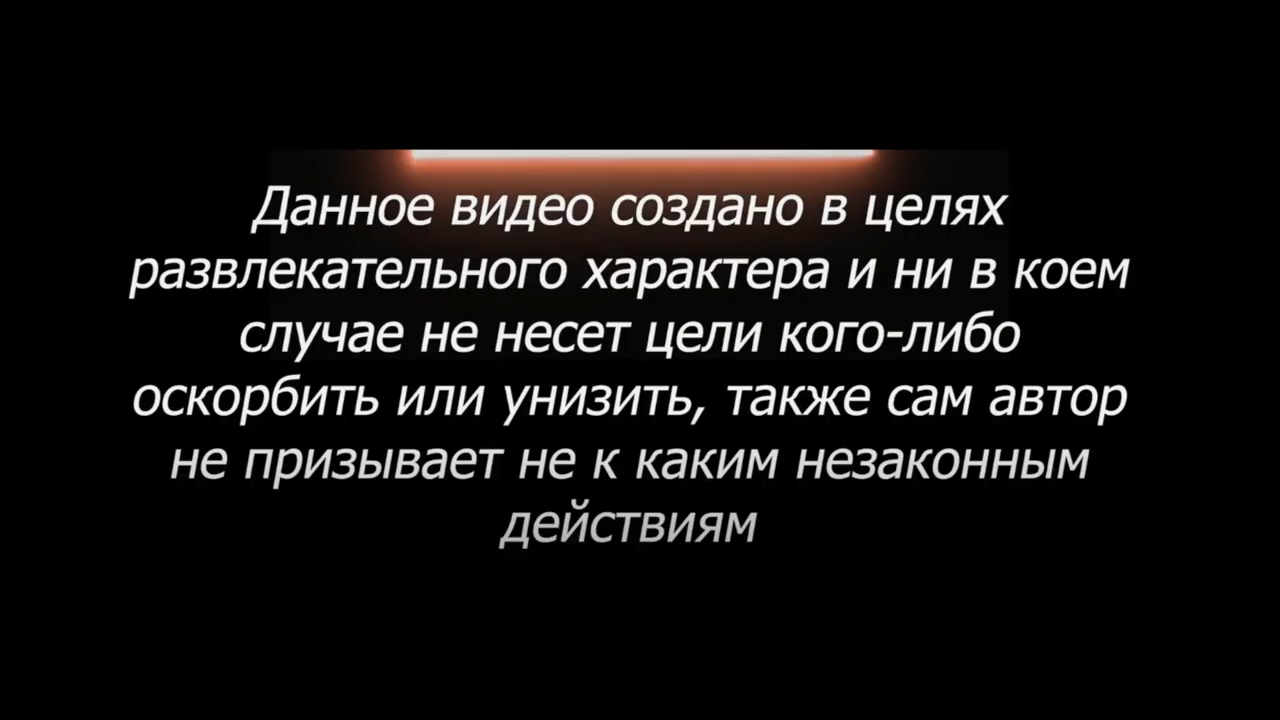 Данное видео создано в целях
развлекательного характера и ни в коем
случае не несет цели кого-либо
оскорбить или унизить, также сам автор
не призывает не к каким незаконным
действиям